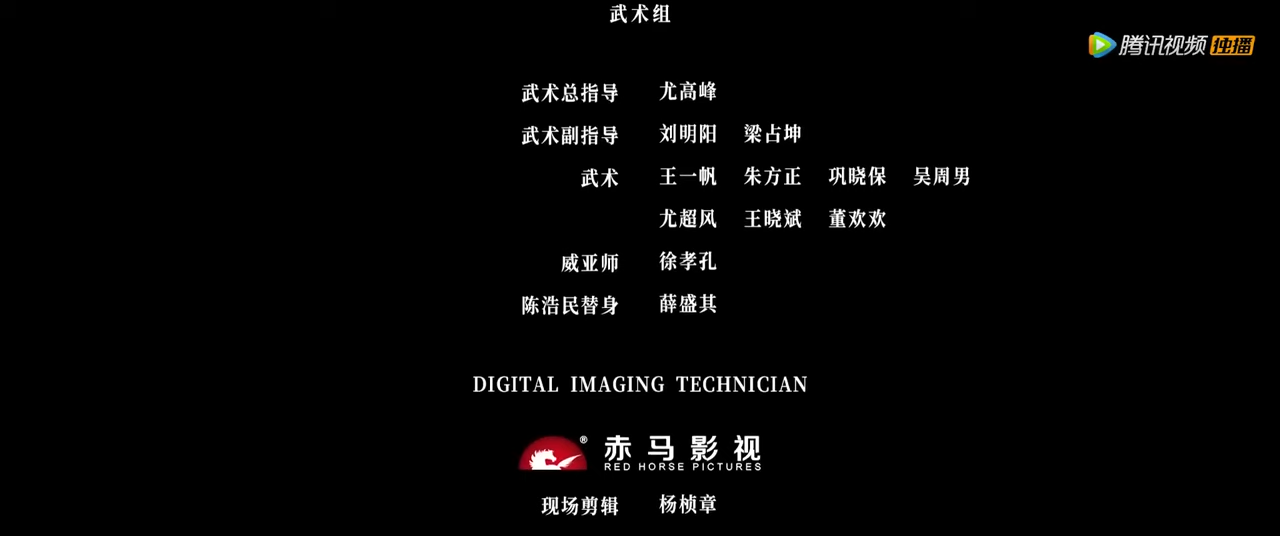 武术组
腾讯视频 独播
武术总指导 尤高峰
武术副指导 刘明阳 梁占坤
武术 王一帆 朱方正 巩晓保 吴周男
尤超风 王晓斌 董欢欢
威亚师 徐孝孔
陈浩民替身 薛盛其
DIGITAL IMAGING TECHNICIAN
® 赤马影视
RED HORSE PICTURES
现场剪辑 杨桢章